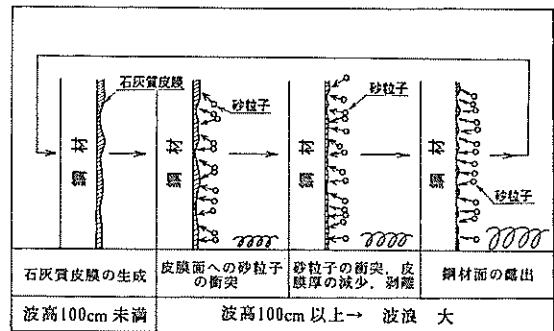 石灰質皮膜
鋼材
砂粒子
鋼材
砂粒子
鋼材
砂粒子
鋼材
石灰質皮膜の生成
皮膜面への砂粒子
の衝突
砂粒子の衝突，皮
膜厚の減少，剥離
鋼材面の露出
波高100cm 未満
波高100cm 以上→ 波浪 大